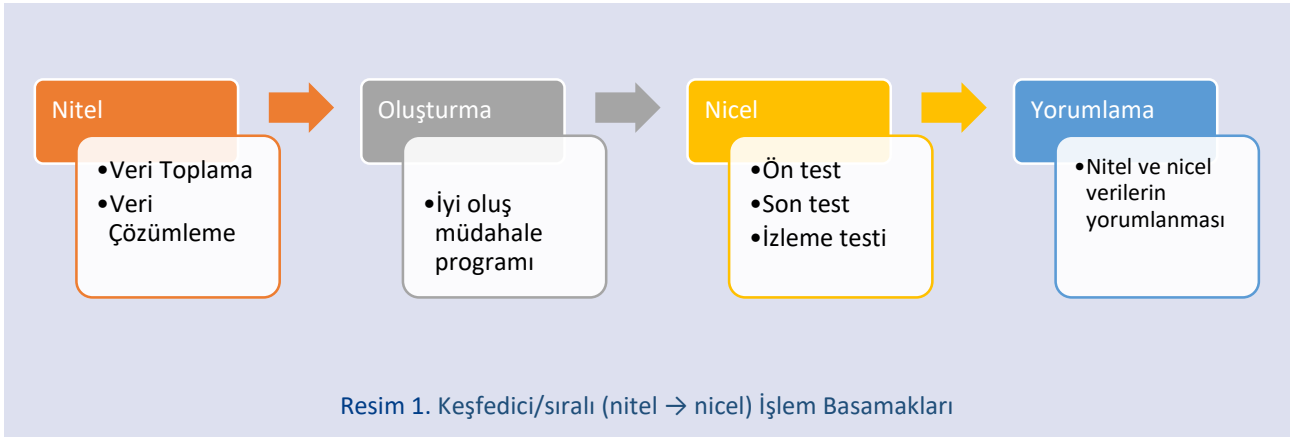 Nitel
•Veri Toplama
•Veri
Çözümleme
Oluşturma
•İyi oluş
müdahale
programı
Nicel
•Ön test
•Son test
•İzleme testi
Yorumlama
•Nitel ve nicel
verilerin
yorumlanması
Resim 1. Keşfedici/sıralı (nitel → nicel) İşlem Basamakları